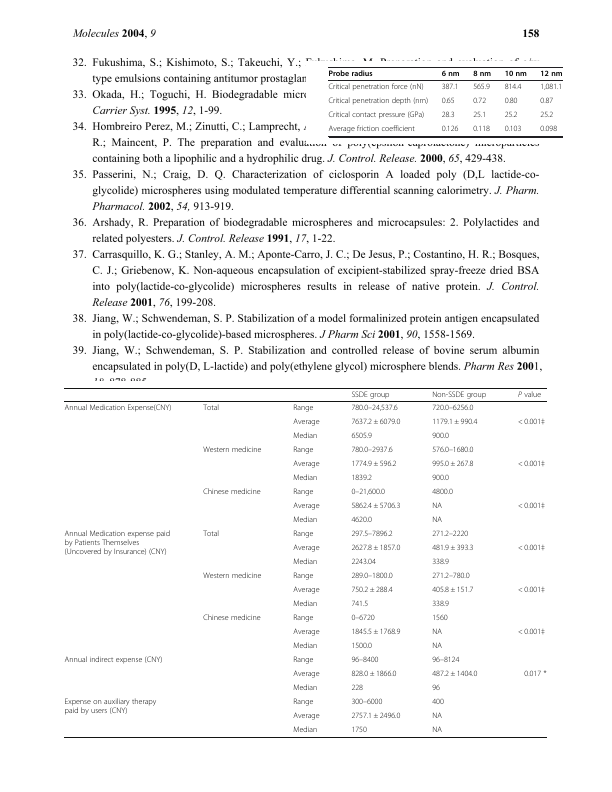 Molecules 2004, 9 158
32. Fukushima, S.; Kishimoto, S.; Takeuchi, Y.;
type emulsions containing antitumor prostaglan
33. Okada, H.; Toguchi, H. Biodegradable micro
Carrier Syst. 1995, 12, 1-99.
34. Hombreiro Perez, M.; Zinutti, C.; Lamprecht,
R.; Maincent, P. The preparation and evaluation of poly(epsilon-caprolactone) microparticles
containing both a lipophilic and a hydrophilic drug. J. Control. Release. 2000, 65, 429-438.
35. Passerini, N.; Craig, D. Q. Characterization of ciclosporin A loaded poly (D,L lactide-co-
glycolide) microspheres using modulated temperature differential scanning calorimetry. J. Pharm.
Pharmacol. 2002, 54, 913-919.
36. Arshady, R. Preparation of biodegradable microspheres and microcapsules: 2. Polylactides and
related polyesters. J. Control. Release 1991, 17, 1-22.
37. Carrasquillo, K. G.; Stanley, A. M.; Aponte-Carro, J. C.; De Jesus, P.; Costantino, H. R.; Bosques,
C. J.; Griebenow, K. Non-aqueous encapsulation of excipient-stabilized spray-freeze dried BSA
into poly(lactide-co-glycolide) microspheres results in release of native protein. J. Control.
Release 2001, 76, 199-208.
38. Jiang, W.; Schwendeman, S. P. Stabilization of a model formalinized protein antigen encapsulated
in poly(lactide-co-glycolide)-based microspheres. J Pharm Sci 2001, 90, 1558-1569.
39. Jiang, W.; Schwendeman, S. P. Stabilization and controlled release of bovine serum albumin
encapsulated in poly(D, L-lactide) and poly(ethylene glycol) microsphere blends. Pharm Res 2001,
Probe radius 6 nm 8 nm 10 nm 12 nm
Critical penetration force (nN) 387.1 565.9 814.4 1,081.1
Critical penetration depth (nm) 0.65 0.72 0.80 0.87
Critical contact pressure (GPa) 28.3 25.1 25.2 25.2
Average friction coefficient 0.126 0.118 0.103 0.098
SSDE group Non-SSDE group P value
Annual Medication Expense(CNY) Total Range 780.0–24,537.6 720.0–6256.0
Average 7637.2 ± 6079.0 1179.1 ± 990.4 < 0.001‡
Median 6505.9 900.0
Western medicine Range 780.0–2937.6 576.0–1680.0
Average 1774.9 ± 596.2 995.0 ± 267.8 < 0.001‡
Median 1839.2 900.0
Chinese medicine Range 0–21,600.0 4800.0
Average 5862.4 ± 5706.3 NA < 0.001‡
Median 4620.0 NA
Annual Medication expense paid Total Range 297.5–7896.2 271.2–2220
by Patients Themselves
(Uncovered by Insurance) (CNY) Average 2627.8 ± 1857.0 481.9 ± 393.3 < 0.001‡
Median 2243.04 338.9
Western medicine Range 289.0–1800.0 271.2–780.0
Average 750.2 ± 288.4 405.8 ± 151.7 < 0.001‡
Median 741.5 338.9
Chinese medicine Range 0–6720 1560
Average 1845.5 ± 1768.9 NA < 0.001‡
Median 1500.0 NA
Annual indirect expense (CNY) Range 96–8400 96–8124
Average 828.0 ± 1866.0 487.2 ± 1404.0 0.017 *
Median 228 96
Expense on auxiliary therapy Range 300–6000 400
paid by users (CNY) Average 2757.1 ± 2496.0 NA
Median 1750 NA